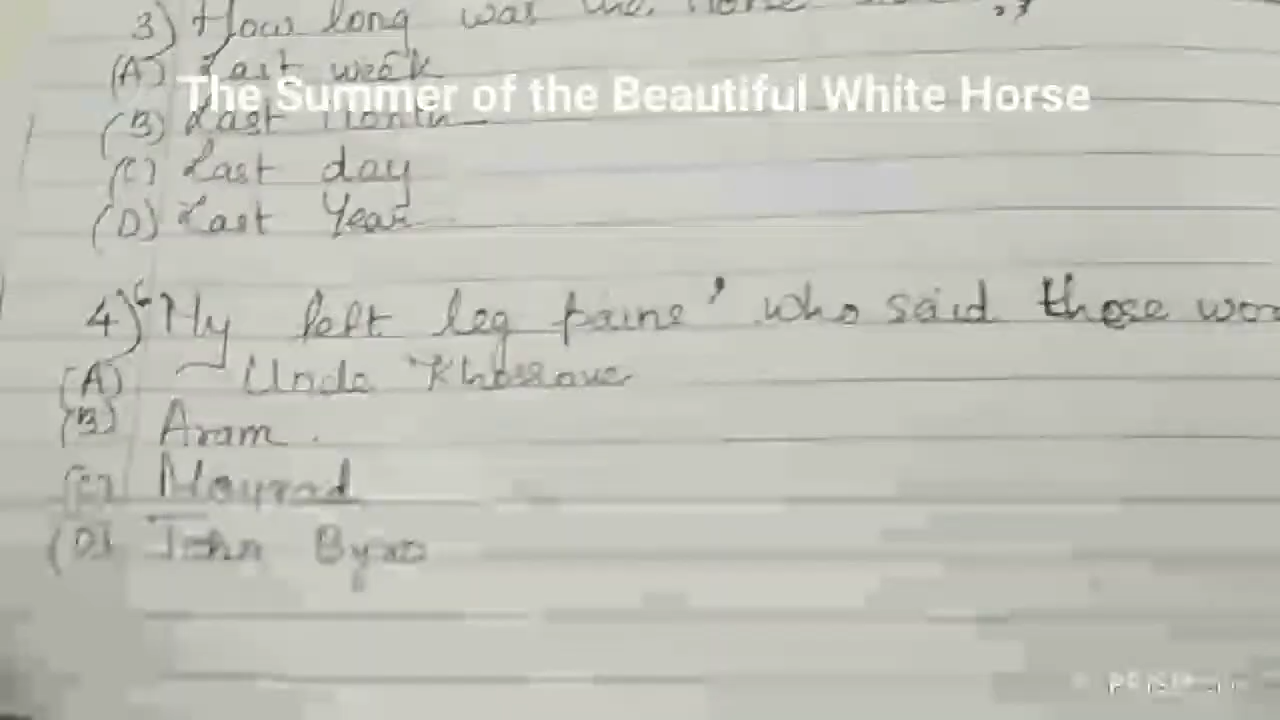 3) How long was the
(A) Last week
The Summer of the Beautiful White Horse
(B) Last Month
(C) Last day
(D) Last Year
4) ‘My left leg pains’ who said these
(A) Uncle Khosrove
(B) Aram.
(C) Mourad
(D) John Byro